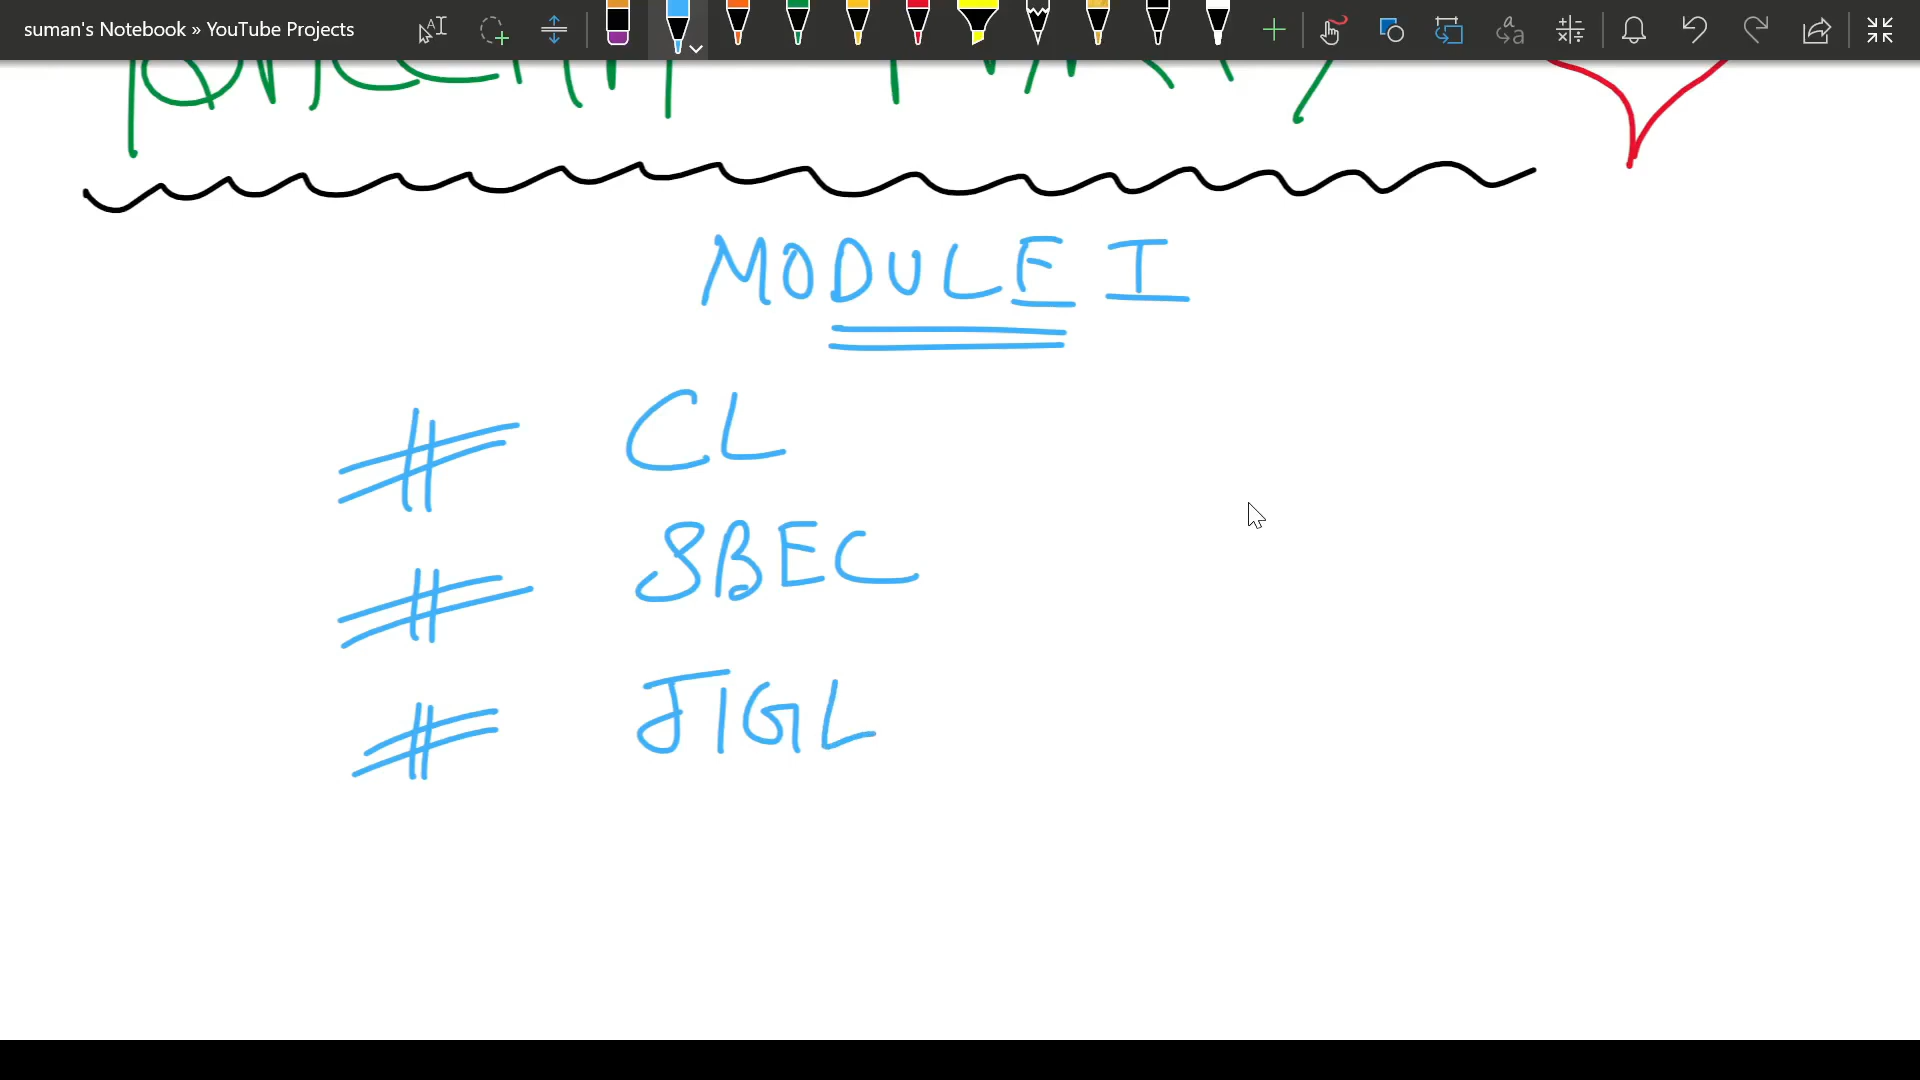 suman's Notebook » YouTube Projects
MODULE I
# CL
# SBEC
# JIGL